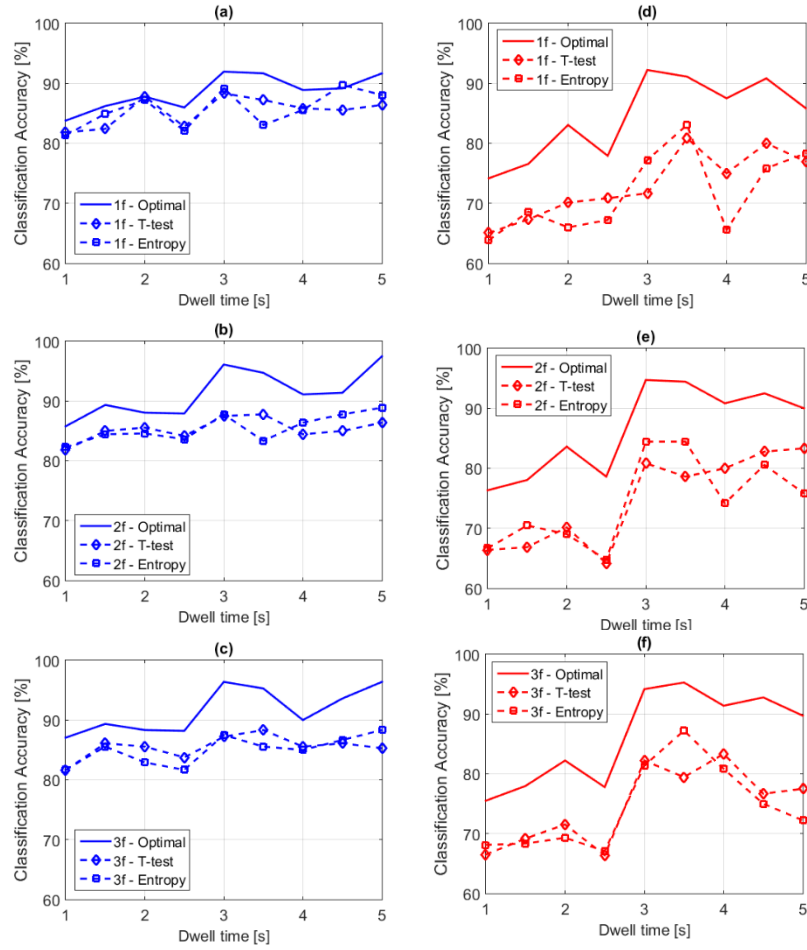 (a)
100
90
80
70
60
Classification Accuracy [%]
1f - Optimal
1f - T-test
1f - Entropy
1 2 3 4 5
Dwell time [s]
(d)
100
90
80
70
60
Classification Accuracy [%]
1f - Optimal
1f - T-test
1f - Entropy
1 2 3 4 5
Dwell time [s]
(b)
100
90
80
70
60
Classification Accuracy [%]
2f - Optimal
2f - T-test
2f - Entropy
1 2 3 4 5
Dwell time [s]
(e)
100
90
80
70
60
Classification Accuracy [%]
2f - Optimal
2f - T-test
2f - Entropy
1 2 3 4 5
Dwell time [s]
(c)
100
90
80
70
60
Classification Accuracy [%]
3f - Optimal
3f - T-test
3f - Entropy
1 2 3 4 5
Dwell time [s]
(f)
100
90
80
70
60
Classification Accuracy [%]
3f - Optimal
3f - T-test
3f - Entropy
1 2 3 4 5
Dwell time [s]